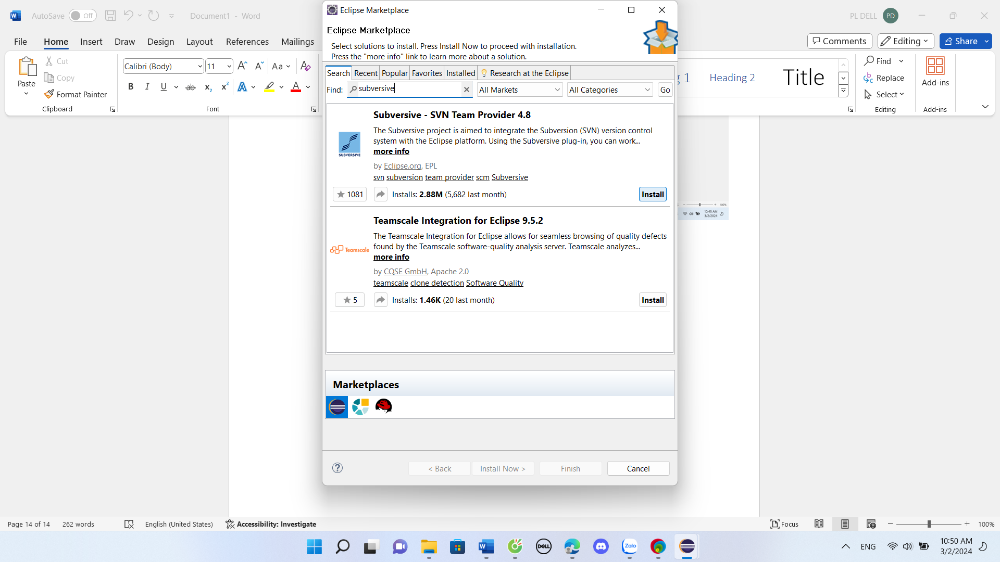 AutoSave Off Document1 - Word
PL DELL PD
File Home Insert Draw Design Layout References Mailings
Comments Editing Share
Paste
Cut
Copy
Format Painter
Clipboard
Calibri (Body) 11
Font
g 1 Heading 2 Title
Find
Replace
Select
Editing
Add-ins
Add-ins
Eclipse Marketplace
Eclipse Marketplace
Select solutions to install. Press Install Now to proceed with installation.
Press the "more info" link to learn more about a solution.
Search Recent Popular Favorites Installed Research at the Eclipse
Find: subversive All Markets All Categories Go
Subversive - SVN Team Provider 4.8
The Subversive project is aimed to integrate the Subversion (SVN) version control
system with the Eclipse platform. Using the Subversive plug-in, you can work...
more info
SUBVERSIVE
by Eclipse.org, EPL
svn subversion team provider scm Subversive
1081 Installs: 2.88M (5,682 last month) Install
Teamscale Integration for Eclipse 9.5.2
The Teamscale Integration for Eclipse allows for seamless browsing of quality defects
found by the Teamscale software-quality analysis server. Teamscale analyzes...
more info
Teamscale
by CQSE GmbH, Apache 2.0
teamscale clone detection Software Quality
5 Installs: 1.46K (20 last month) Install
Marketplaces
< Back Install Now > Finish Cancel
100%
10:45 AM
3/2/2024
Page 14 of 14 262 words English (United States) Accessibility: Investigate
Focus 100%
DELL Zalo
ENG
10:50 AM
3/2/2024